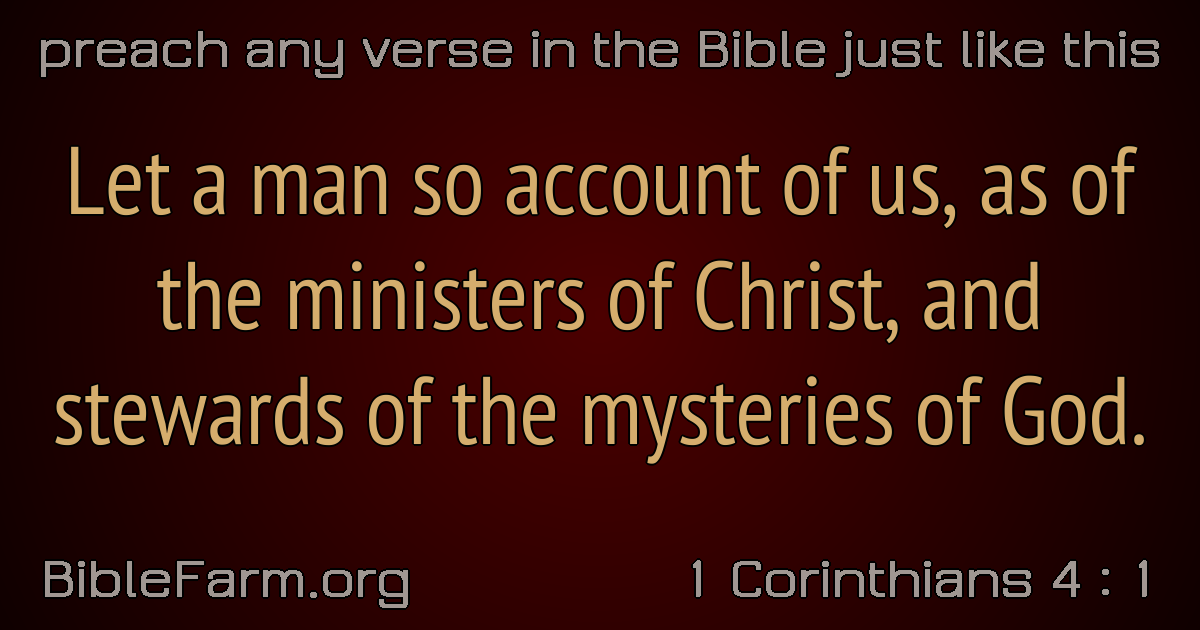 preach any verse in the Bible just like this
Let a man so account of us, as of
the ministers of Christ, and
stewards of the mysteries of God.
BibleFarm.org
1 Corinthians 4 : 1